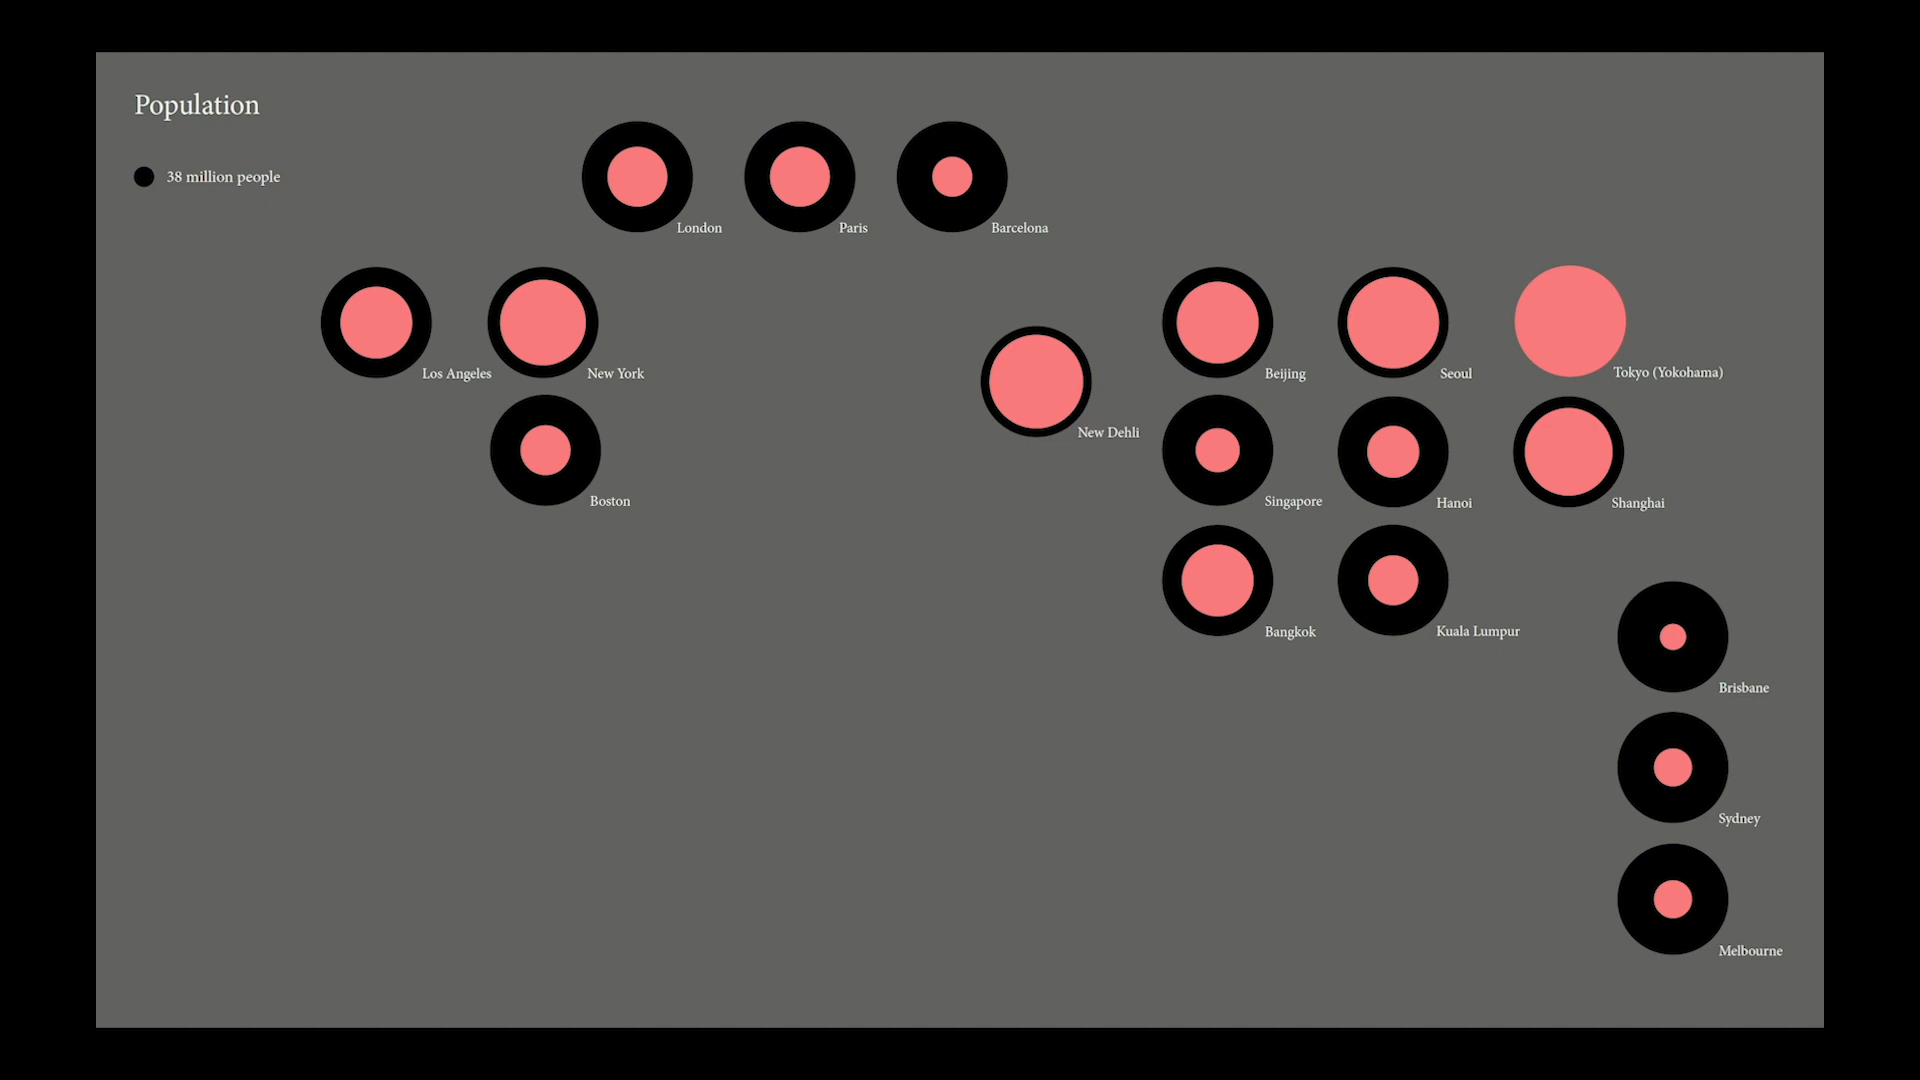 Population
38 million people
London
Paris
Barcelona
Los Angeles
New York
Beijing
Seoul
Tokyo (Yokohama)
New Dehli
Boston
Singapore
Hanoi
Shanghai
Bangkok
Kuala Lumpur
Brisbane
Sydney
Melbourne